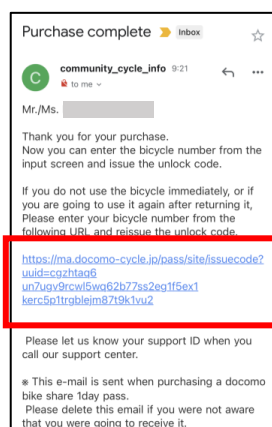 Purchase complete Inbox
C
community_cycle_info 9:21
to me
Mr./Ms.
Thank you for your purchase.
Now you can enter the bicycle number from the
input screen and issue the unlock code.
If you do not use the bicycle immediately, or if
you are going to use it again after returning it,
Please enter your bicycle number from the
following URL and reissue the unlock code.
https://ma.docomo-cycle.jp/pass/site/issuecode?
uuid=cgzhtaq6
un7ugy9rcwl5wq62b77ss2eg1f5ex1
kerc5p1trgblejm87t9k1vu2
Please let us know your support ID when you
call our support center.
※ This e-mail is sent when purchasing a docomo
bike share 1day pass.
Please delete this email if you were not aware
that you were going to receive it.